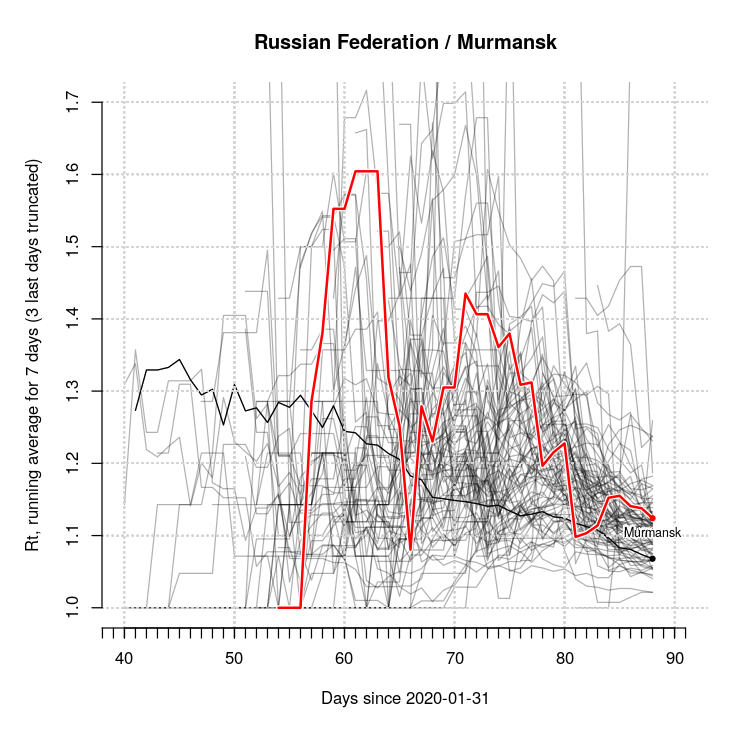 Russian Federation / Murmansk
Rt, running average for 7 days (3 last days truncated)
1.7
1.6
1.5
1.4
1.3
1.2
1.1
1.0
Murmansk
40 50 60 70 80 90
Days since 2020-01-31